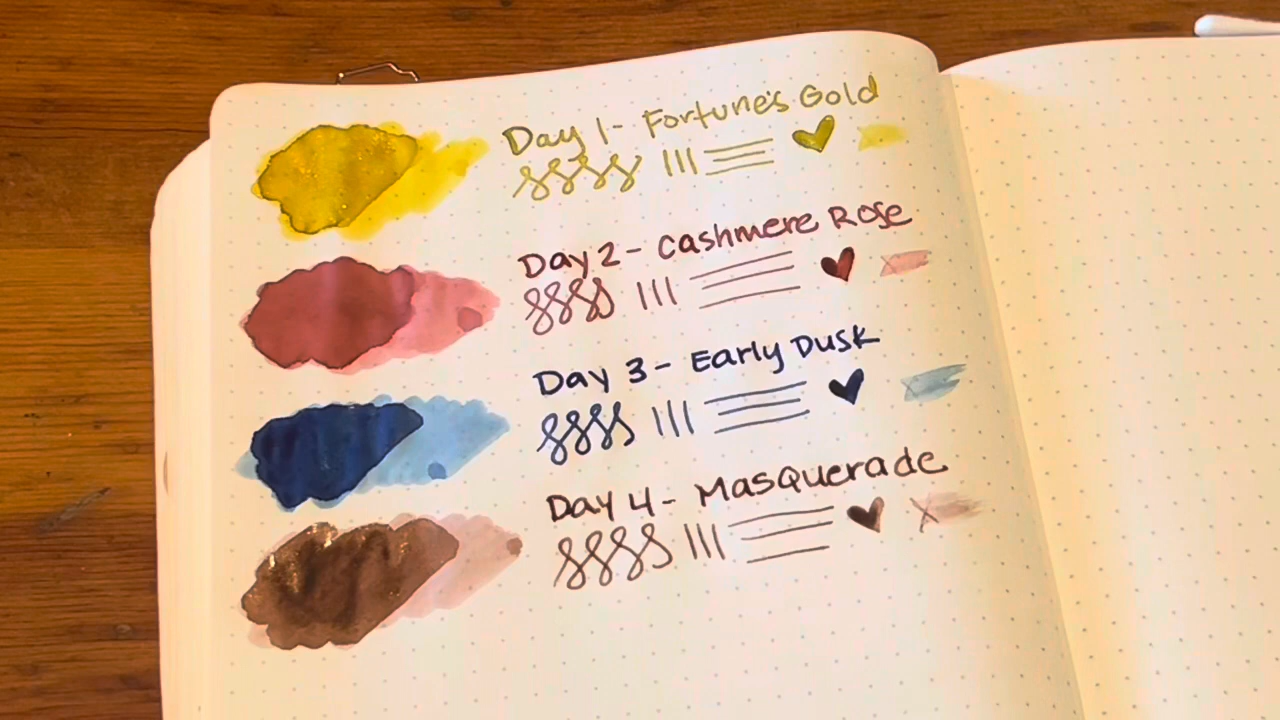 Day 1- Fortune's Gold
Day 2- Cashmere Rose
Day 3- Early Dusk
Day 4- Masquerade